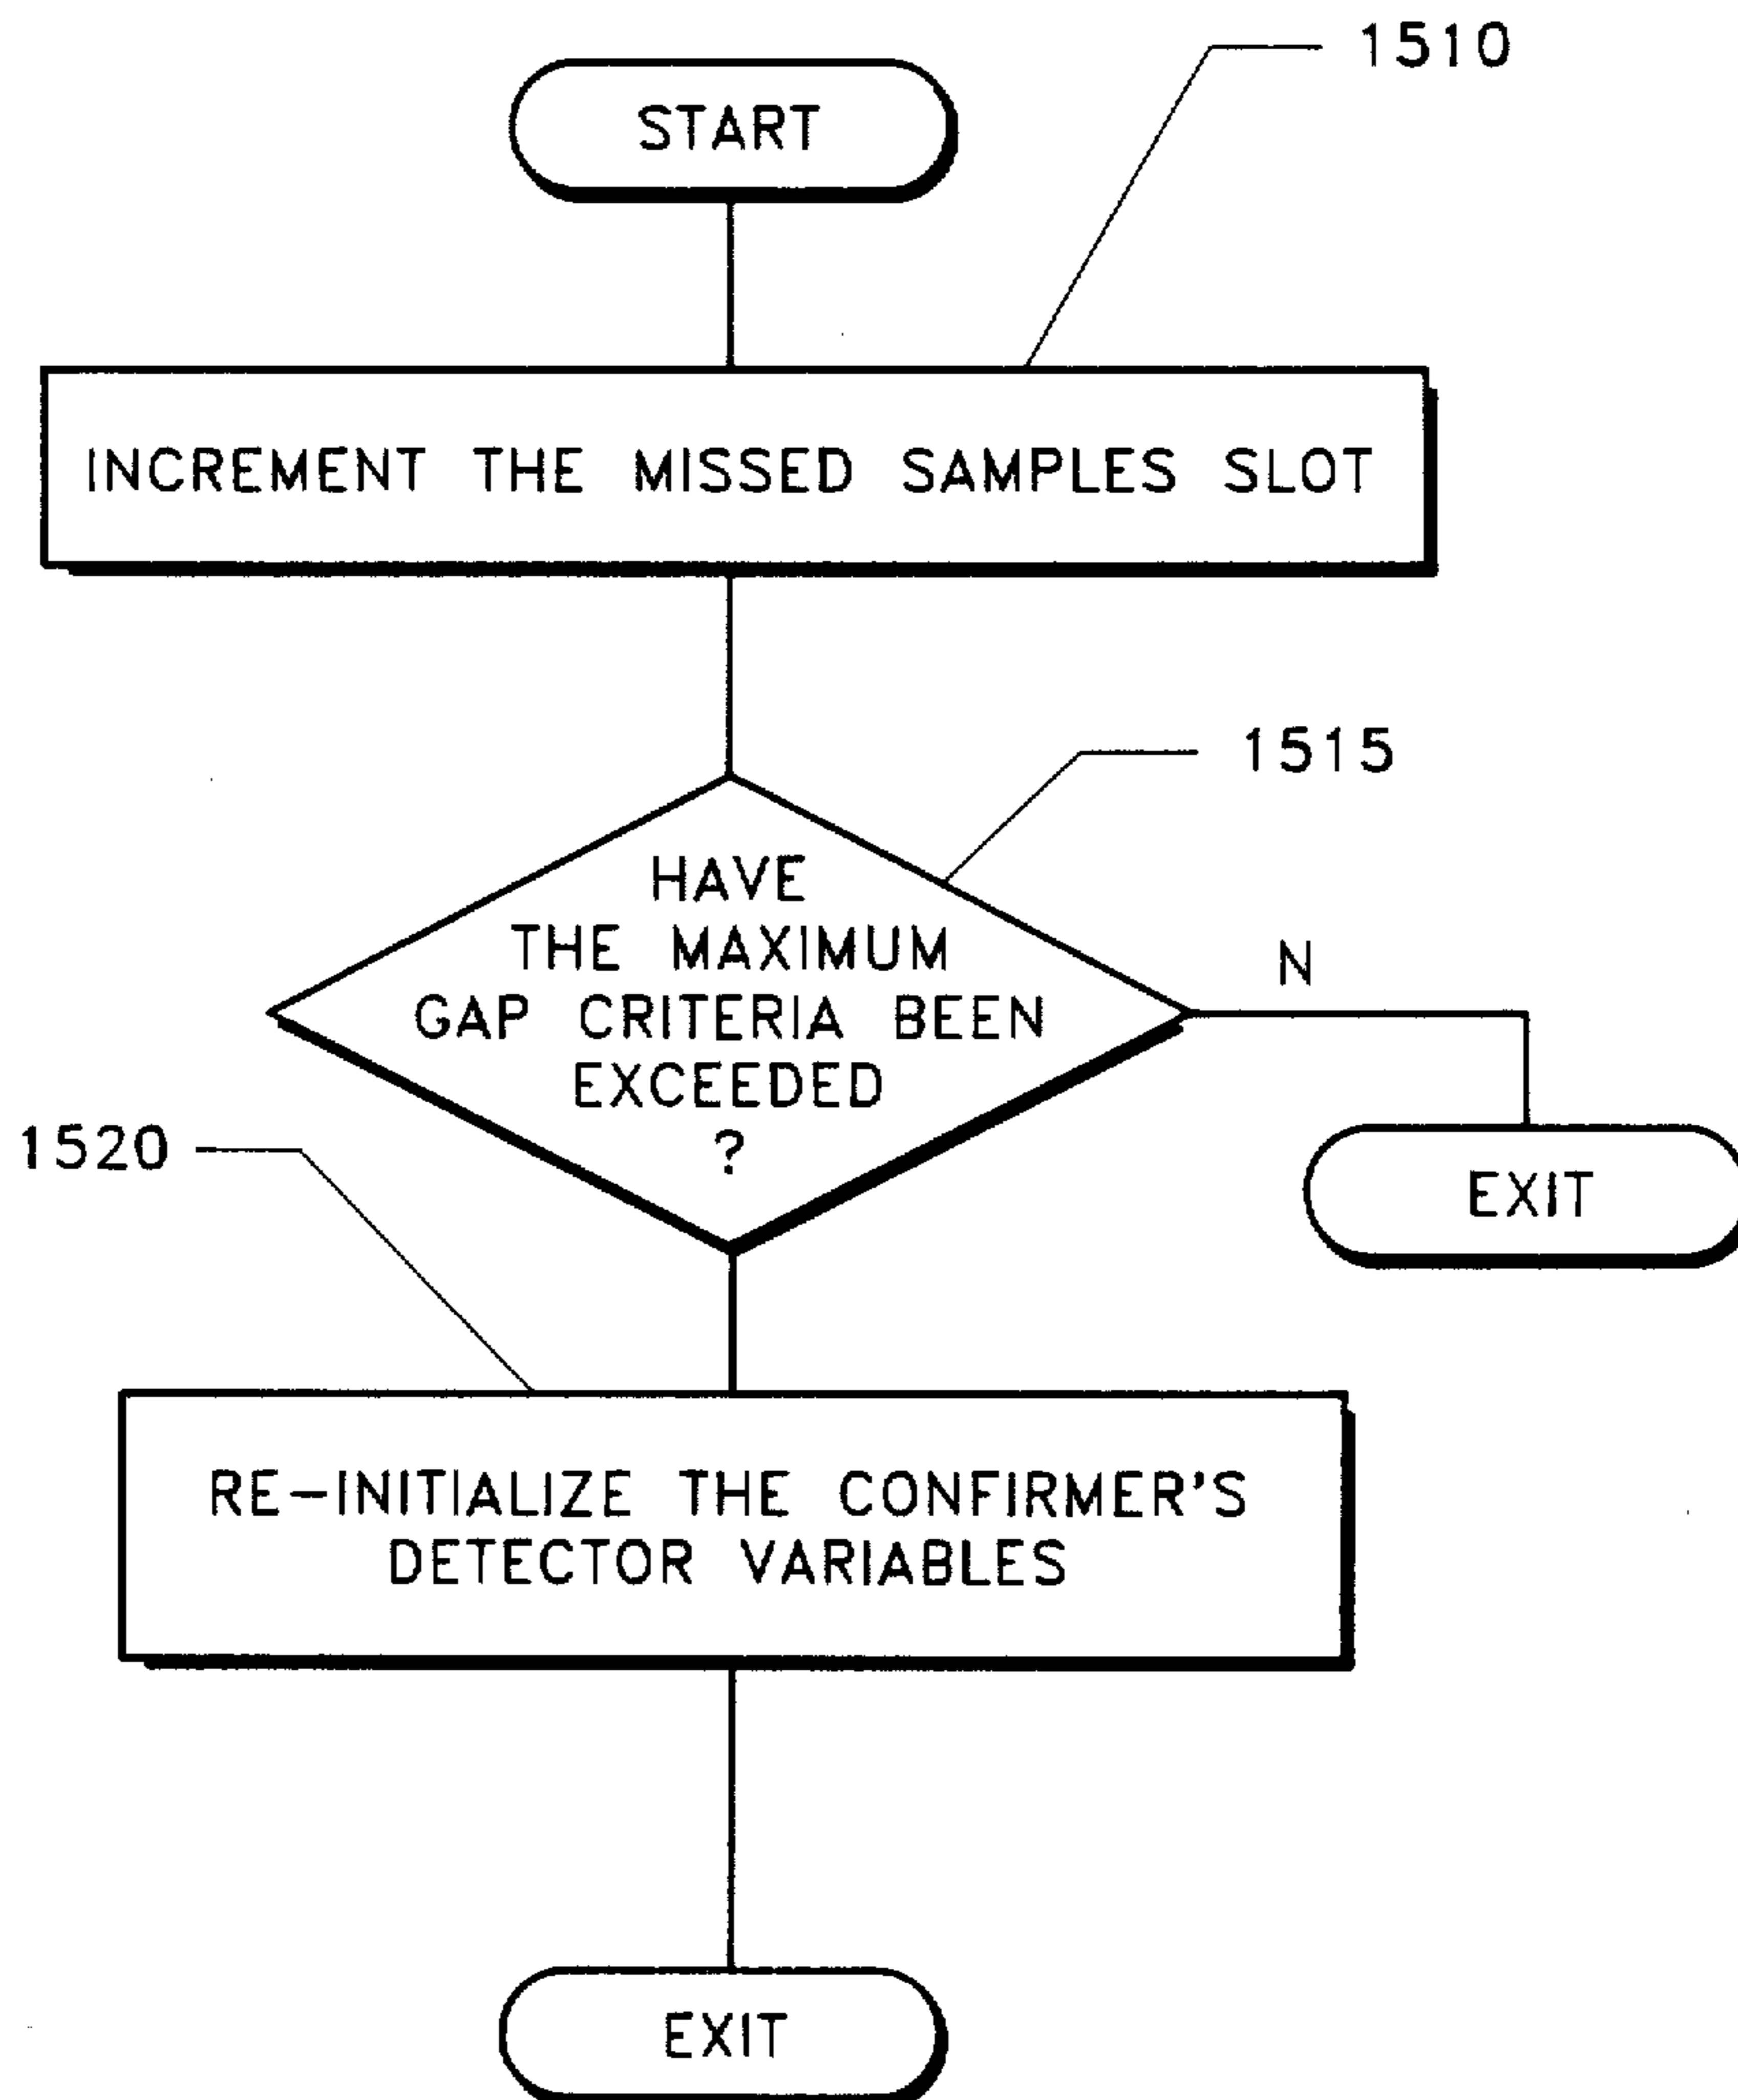 1510
START
INCREMENT THE MISSED SAMPLES SLOT
1515
HAVE
THE MAXIMUM
GAP CRITERIA BEEN
EXCEEDED
?
N
1520
EXIT
RE-INITIALIZE THE CONFIRMER'S
DETECTOR VARIABLES
EXIT